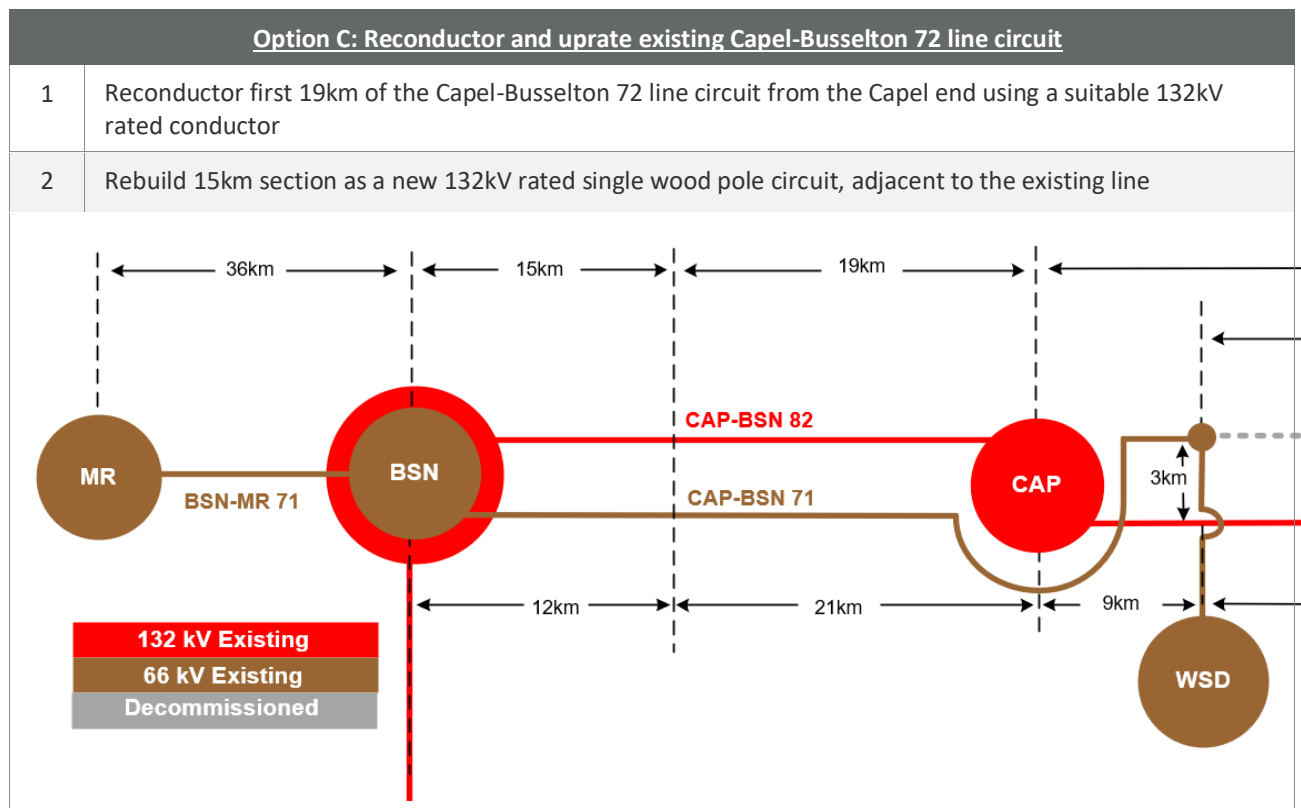 Option C: Reconductor and uprate existing Capel-Busselton 72 line circuit
1
Reconductor first 19km of the Capel-Busselton 72 line circuit from the Capel end using a suitable 132kV
rated conductor
2
Rebuild 15km section as a new 132kV rated single wood pole circuit, adjacent to the existing line
36km
15km
19km
CAP-BSN 82
MR
BSN
CAP
3km
BSN-MR 71
CAP-BSN 71
12km
21km
9km
132 kV Existing
66 kV Existing
Decommissioned
WSD